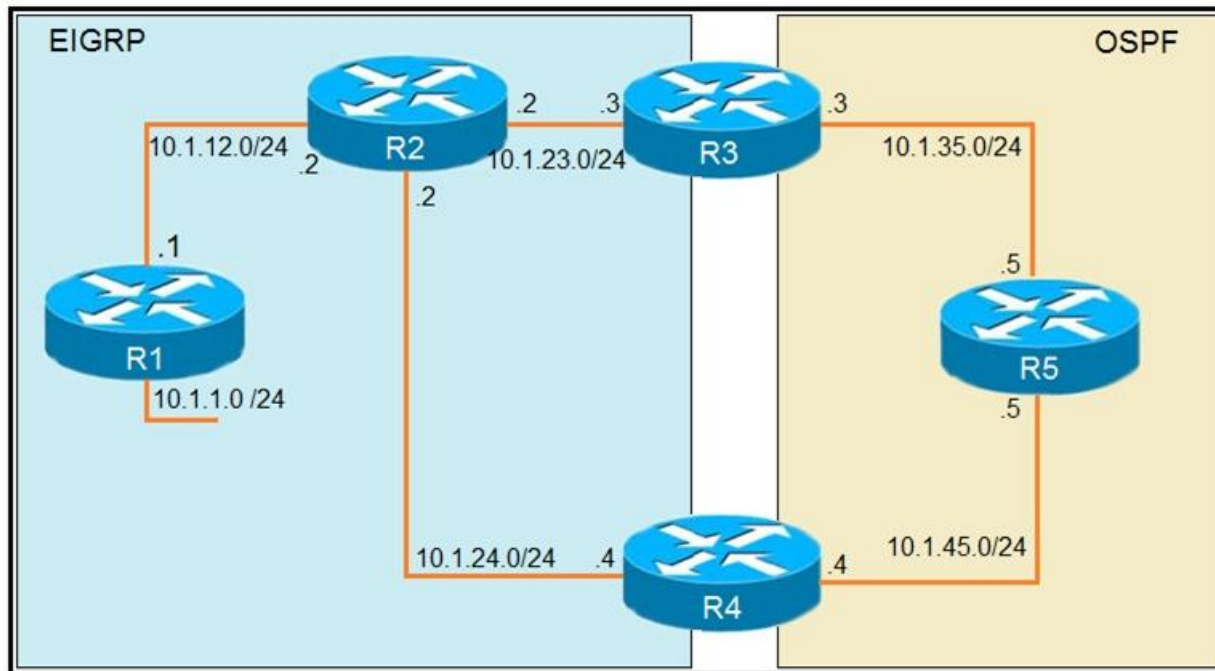 EIGRP
OSPF
.2
.3
.3
10.1.12.0/24
R2
10.1.23.0/24
R3
10.1.35.0/24
.2
.2
.1
.5
R1
R5
10.1.1.0 /24
.5
10.1.24.0/24
.4
.4
10.1.45.0/24
R4